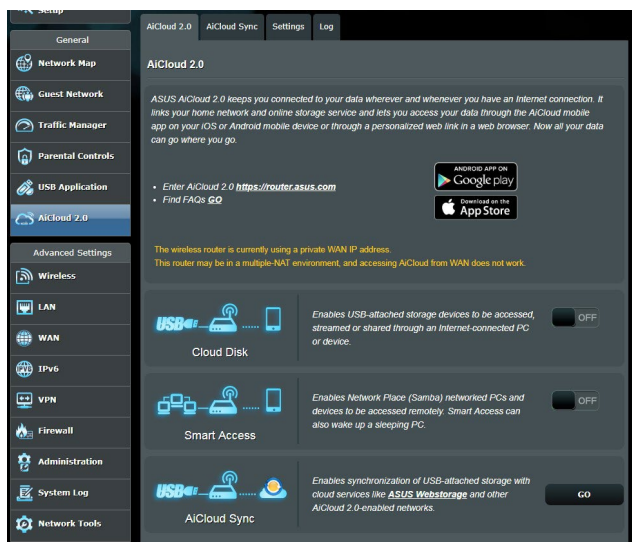 Setup
General
Network Map
Guest Network
Traffic Manager
Parental Controls
USB Application
AiCloud 2.0
Advanced Settings
Wireless
LAN
WAN
IPv6
VPN
Firewall
Administration
System Log
Network Tools
AiCloud 2.0 AiCloud Sync Settings Log
AiCloud 2.0
ASUS AiCloud 2.0 keeps you connected to your data wherever and whenever you have an Internet connection. It
links your home network and online storage service and lets you access your data through the AiCloud mobile
app on your iOS or Android mobile device or through a personalized web link in a web browser. Now all your data
can go where you go.
• Enter AiCloud 2.0 https://router.asus.com
• Find FAQs GO
ANDROID APP ON
Google play
Download on the
App Store
The wireless router is currently using a private WAN IP address.
This router may be in a multiple-NAT environment, and accessing AiCloud from WAN does not work.
USB
Cloud Disk
Enables USB-attached storage devices to be accessed,
streamed or shared through an Internet-connected PC
or device.
OFF
Smart Access
Enables Network Place (Samba) networked PCs and
devices to be accessed remotely. Smart Access can
also wake up a sleeping PC.
OFF
USB
AiCloud Sync
Enables synchronization of USB-attached storage with
cloud services like ASUS Webstorage and other
AiCloud 2.0-enabled networks.
GO